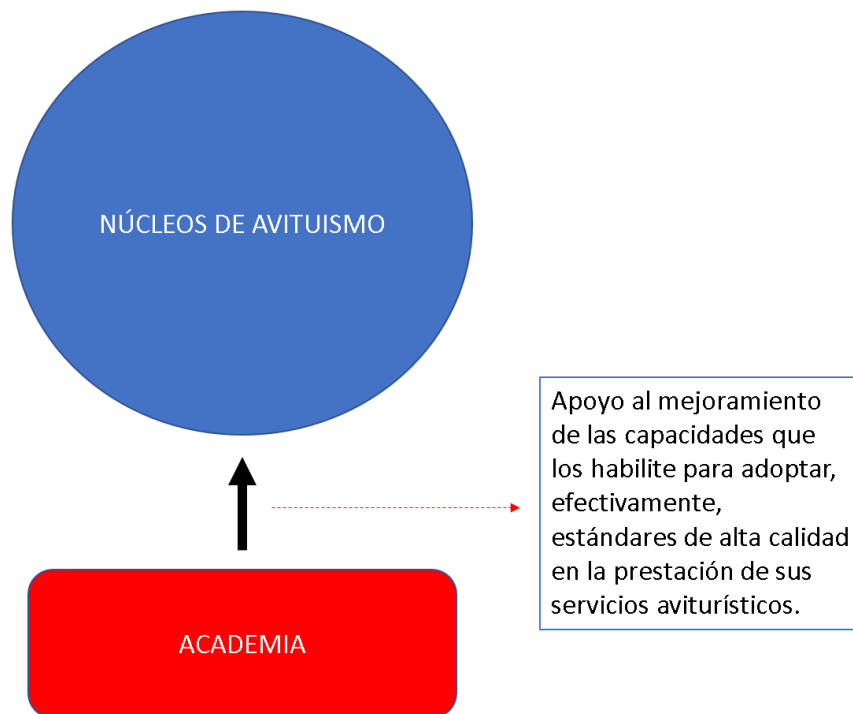 NÚCLEOS DE AVITUISMO
Apoyo al mejoramiento
de las capacidades que
los habilite para adoptar,
efectivamente,
estándares de alta calidad
en la prestación de sus
servicios aviturísticos.
ACADEMIA